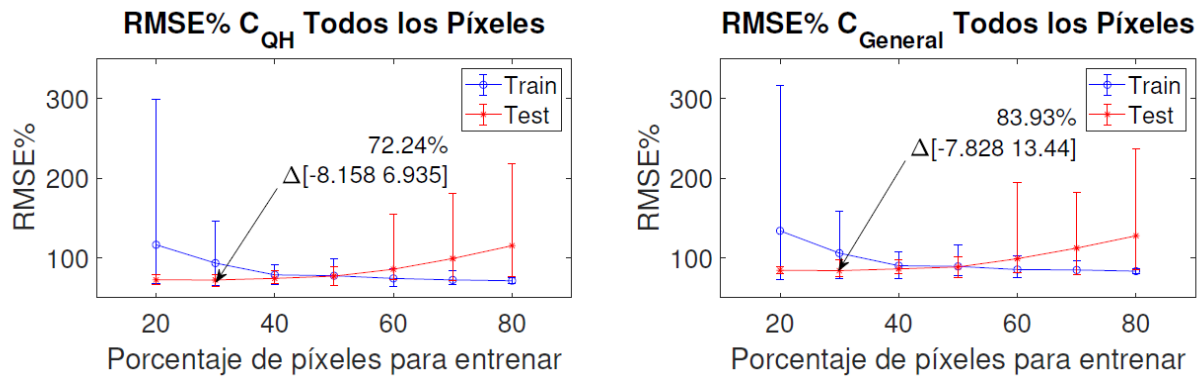 RMSE% C_QH Todos los Píxeles
RMSE%
300
200
100
Train
Test
72.24%
Δ[-8.158 6.935]
20 40 60 80
Porcentaje de píxeles para entrenar
RMSE% C_General Todos los Píxeles
RMSE%
300
200
100
Train
Test
83.93%
Δ[-7.828 13.44]
20 40 60 80
Porcentaje de píxeles para entrenar